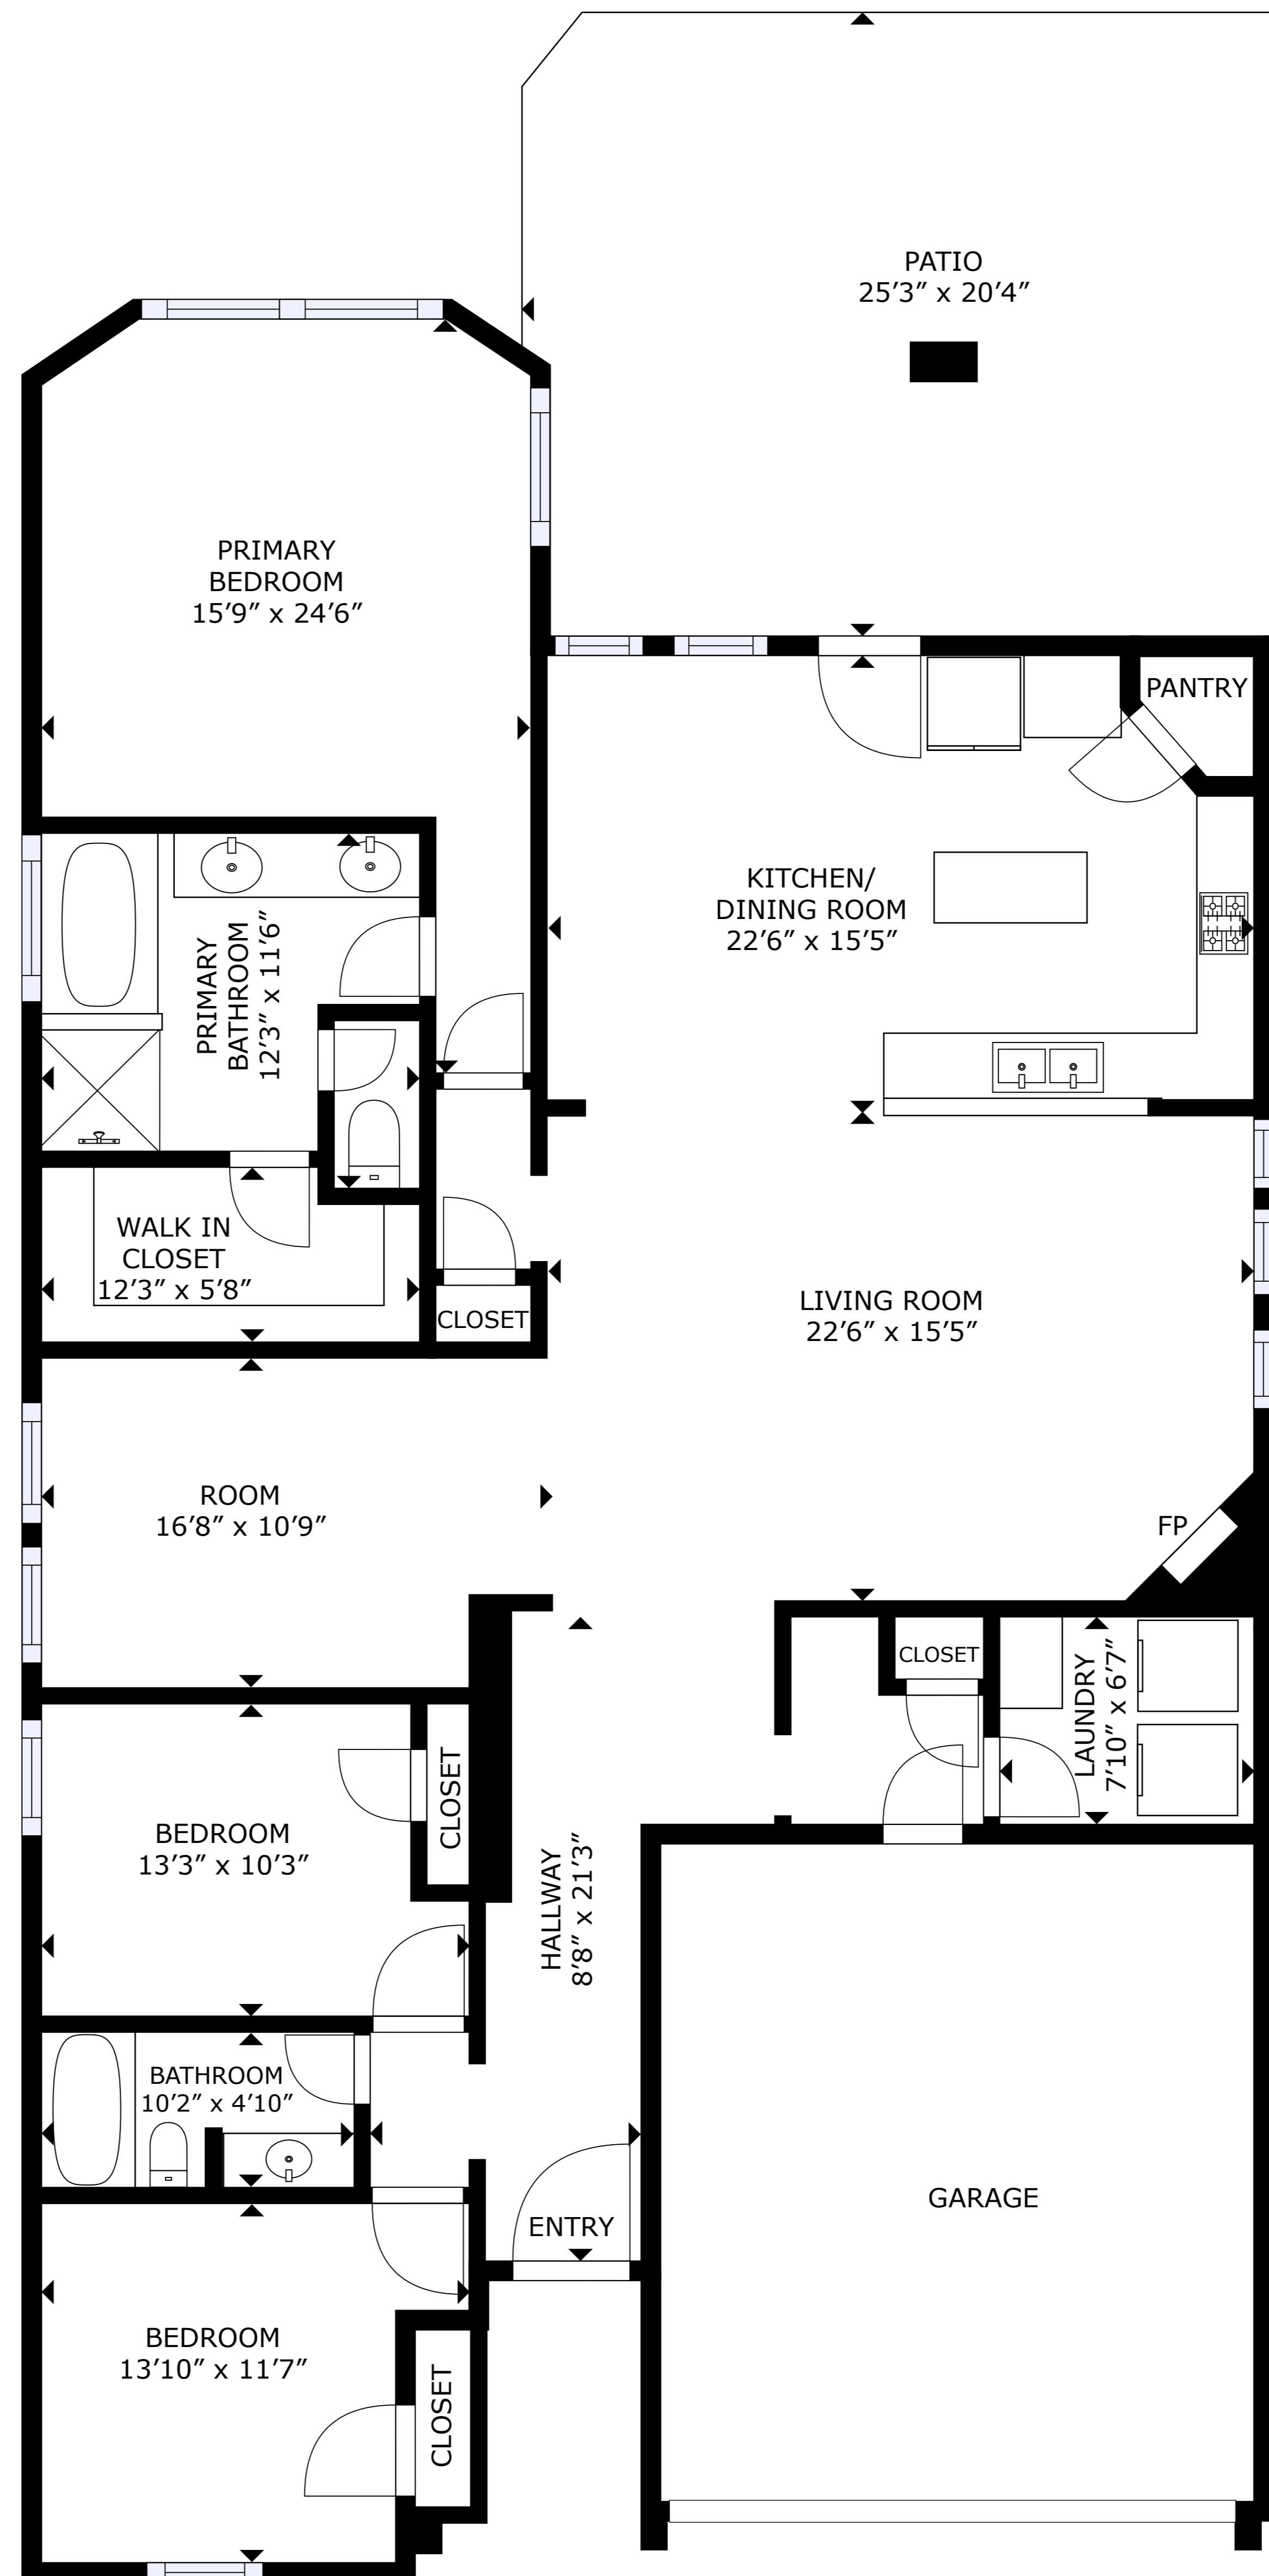 PATIO
25′3″ x 20′4″
PRIMARY
BEDROOM
15′9″ x 24′6″
PANTRY
KITCHEN/
DINING ROOM
22′6″ x 15′5″
PRIMARY
BATHROOM
12′3″ x 11′6″
WALK IN
CLOSET
12′3″ x 5′8″
CLOSET
LIVING ROOM
22′6″ x 15′5″
ROOM
16′8″ x 10′9″
FP
CLOSET
LAUNDRY
7′10″ x 6′7″
BEDROOM
13′3″ x 10′3″
CLOSET
HALLWAY
8′8″ x 21′3″
BATHROOM
10′2″ x 4′10″
ENTRY
GARAGE
BEDROOM
13′10″ x 11′7″
CLOSET